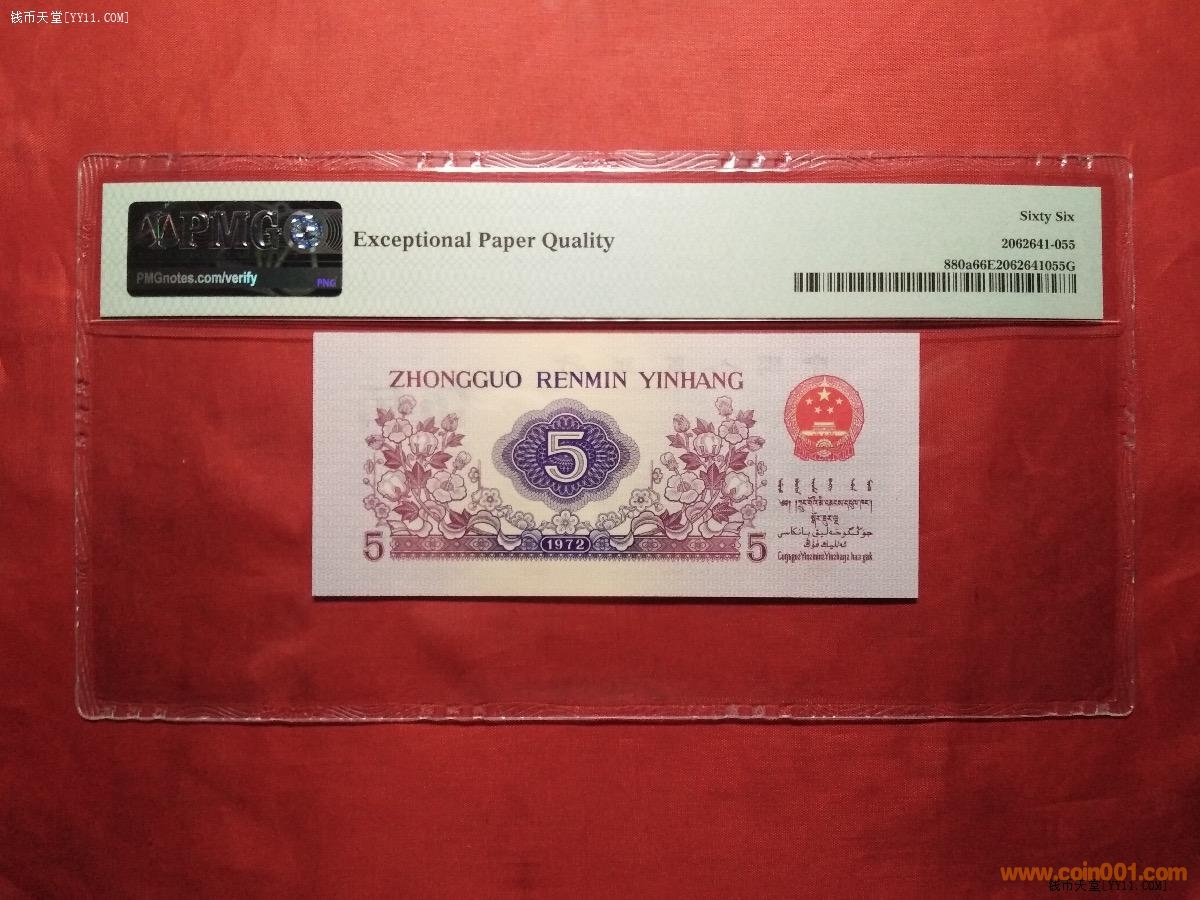 钱币天堂[YY11.COM]
PMG
PMGnotes.com/verify
PNG
Exceptional Paper Quality
Sixty Six
2062641-055
880a66E2062641055G
ZHONGGUO RENMIN YINHANG
5
5 1972 5
www.coin001.com
钱币天堂[YY11.COM]